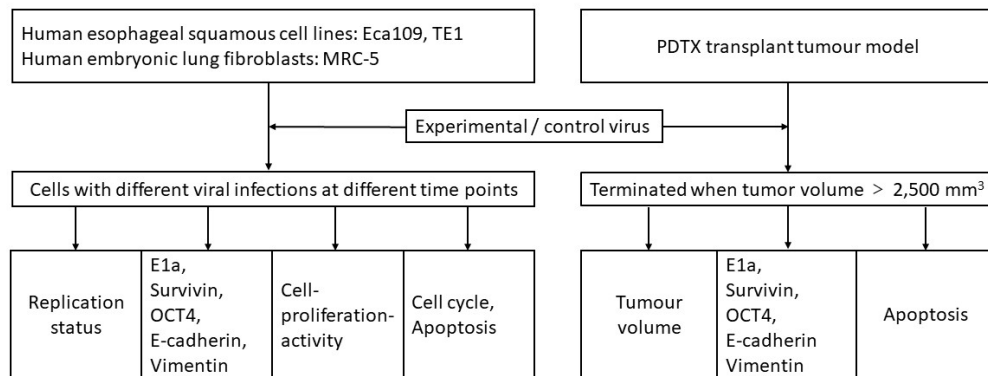 Human esophageal squamous cell lines: Eca109, TE1
Human embryonic lung fibroblasts: MRC-5
PDTX transplant tumour model
Experimental / control virus
Cells with different viral infections at different time points
Terminated when tumor volume > 2,500 mm³
Replication
status
E1a,
Survivin,
OCT4,
E-cadherin,
Vimentin
Cell-
proliferation-
activity
Cell cycle,
Apoptosis
Tumour
volume
E1a,
Survivin,
OCT4,
E-cadherin
Vimentin
Apoptosis